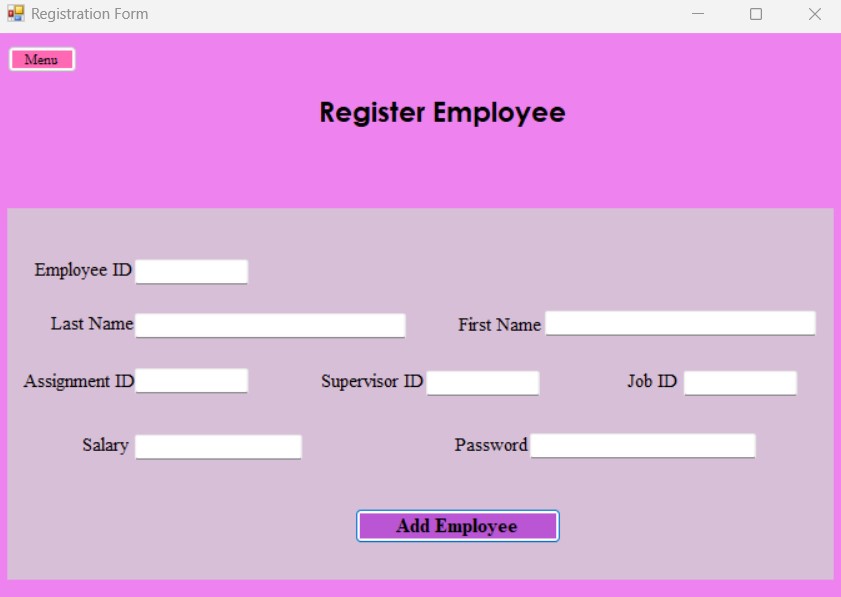 Registration Form
Menu
Register Employee
Employee ID
Last Name First Name
Assignment ID Supervisor ID Job ID
Salary Password
Add Employee